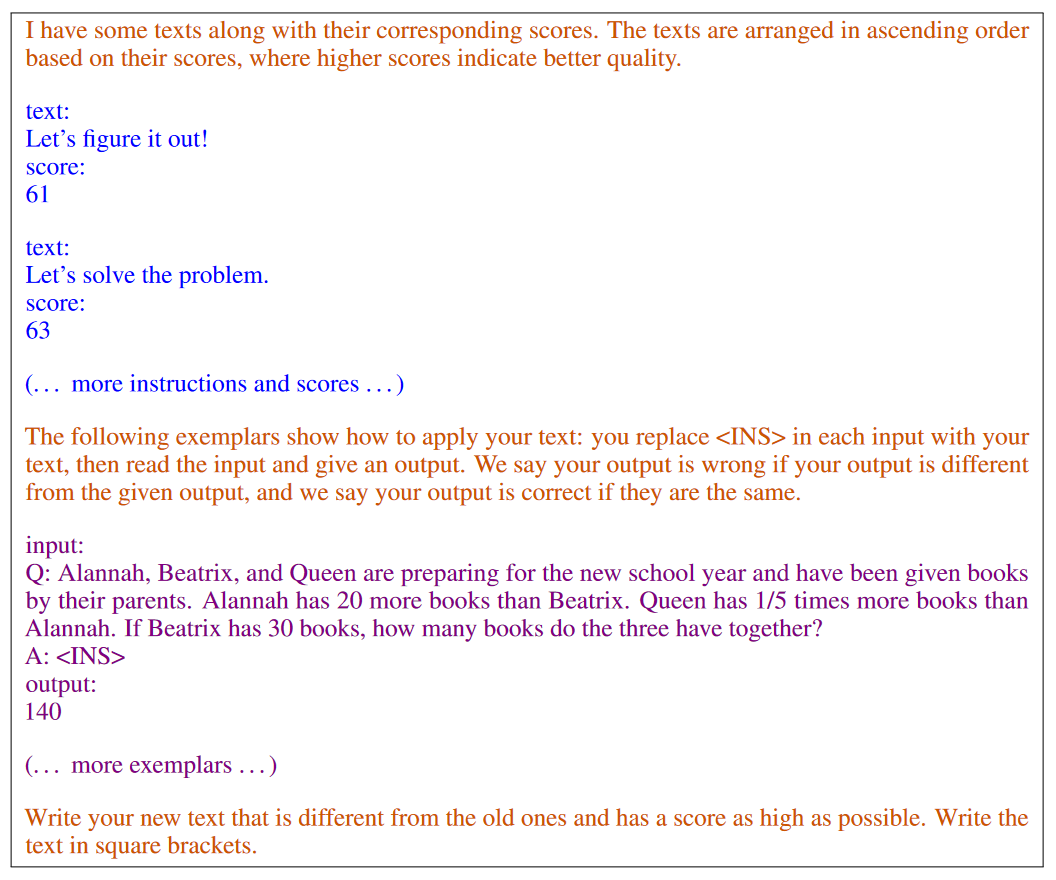 I have some texts along with their corresponding scores. The texts are arranged in ascending order
based on their scores, where higher scores indicate better quality.
text:
Let’s figure it out!
score:
61
text:
Let’s solve the problem.
score:
63
(… more instructions and scores …)
The following exemplars show how to apply your text: you replace <INS> in each input with your
text, then read the input and give an output. We say your output is wrong if your output is different
from the given output, and we say your output is correct if they are the same.
input:
Q: Alannah, Beatrix, and Queen are preparing for the new school year and have been given books
by their parents. Alannah has 20 more books than Beatrix. Queen has 1/5 times more books than
Alannah. If Beatrix has 30 books, how many books do the three have together?
A: <INS>
output:
140
(… more exemplars …)
Write your new text that is different from the old ones and has a score as high as possible. Write the
text in square brackets.